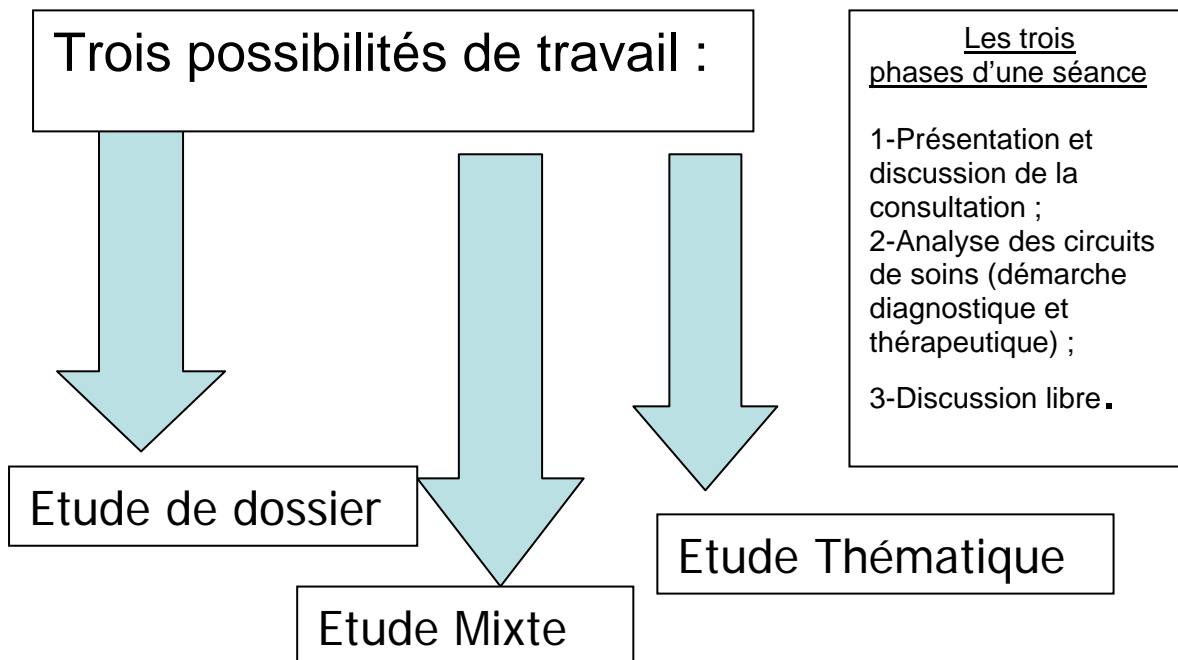 Trois possibilités de travail :
Les trois
phases d'une séance
1-Présentation et
discussion de la
consultation ;
2-Analyse des circuits
de soins (démarche
diagnostique et
thérapeutique) ;
3-Discussion libre.
Etude de dossier
Etude Mixte
Etude Thématique